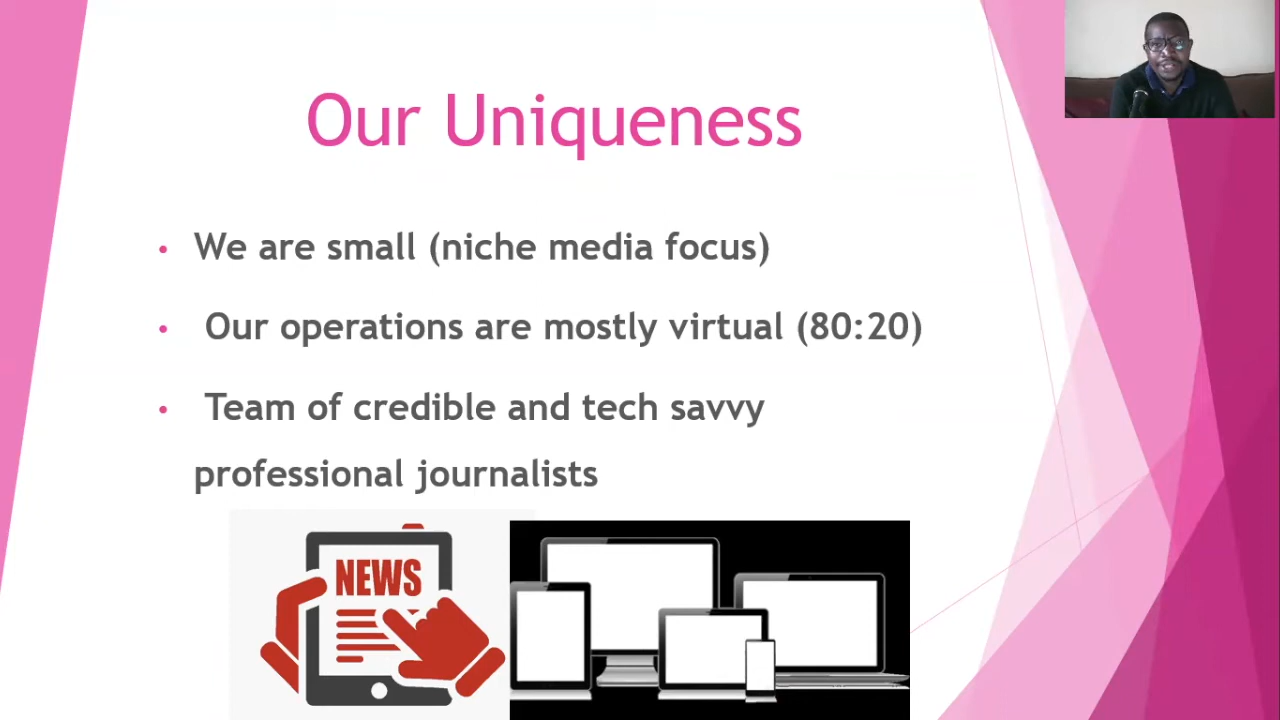 Our Uniqueness
• We are small (niche media focus)
• Our operations are mostly virtual (80:20)
• Team of credible and tech savvy
professional journalists
NEWS